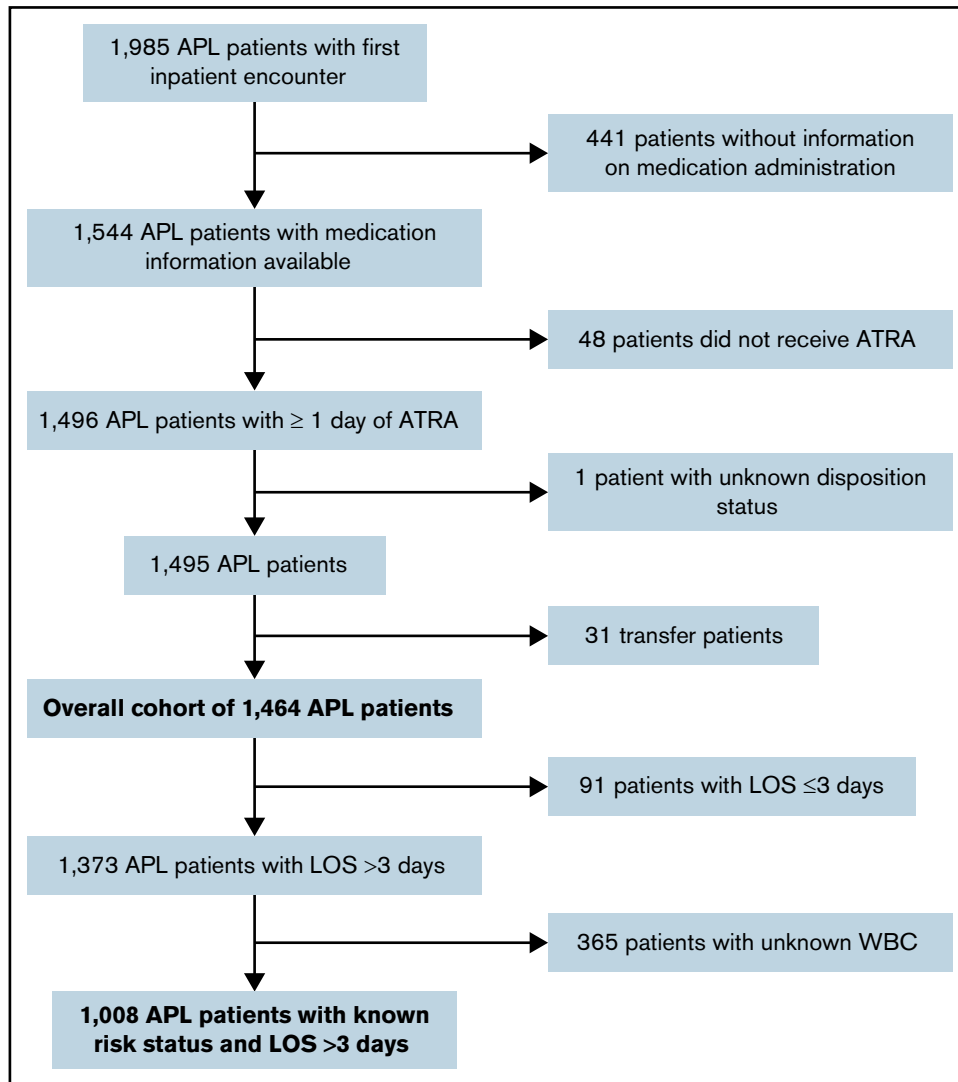 1,985 APL patients with first
inpatient encounter
441 patients without information
on medication administration
1,544 APL patients with medication
information available
48 patients did not receive ATRA
1,496 APL patients with ≥ 1 day of ATRA
1 patient with unknown disposition
status
1,495 APL patients
31 transfer patients
Overall cohort of 1,464 APL patients
91 patients with LOS ≤3 days
1,373 APL patients with LOS >3 days
365 patients with unknown WBC
1,008 APL patients with known
risk status and LOS >3 days